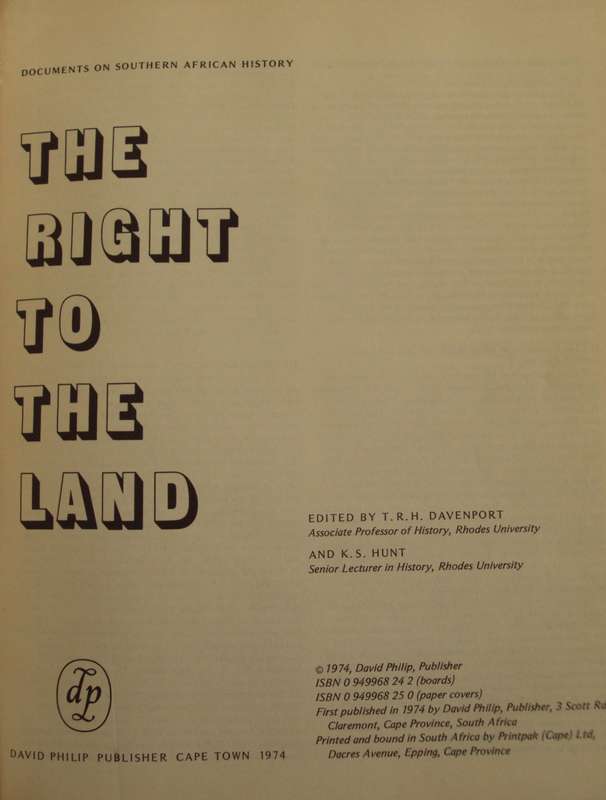 DOCUMENTS ON SOUTHERN AFRICAN HISTORY
THE
RIGHT
TO
THE
LAND
EDITED BY T.R.H. DAVENPORT
Associate Professor of History, Rhodes University
AND K.S. HUNT
Senior Lecturer in History, Rhodes University
dp
DAVID PHILIP PUBLISHER CAPE TOWN 1974
© 1974, David Philip, Publisher
ISBN 0 949968 24 2 (boards)
ISBN 0 949968 25 0 (paper covers)
First published in 1974 by David Philip, Publisher, 3 Scott
Claremont, Cape Province, South Africa
Printed and bound in South Africa by Printpak (Cape) Ltd,
Dacres Avenue, Epping, Cape Province